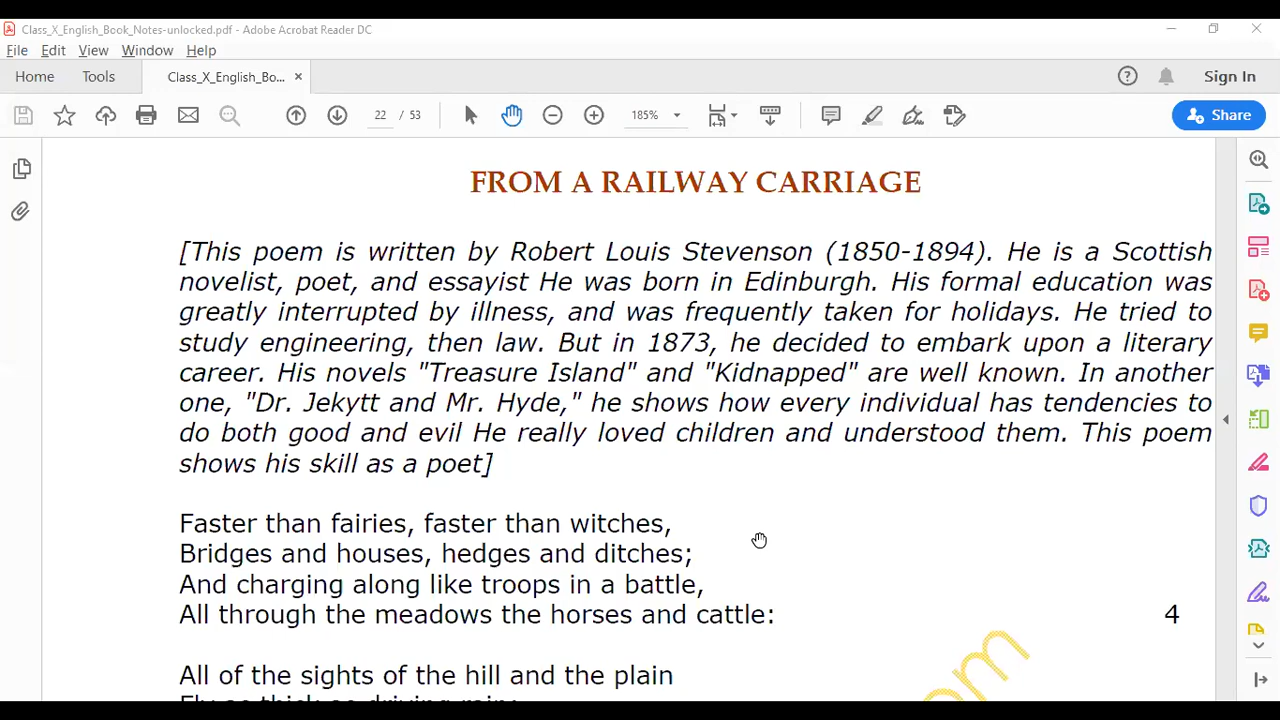 Class_X_English_Book_Notes-unlocked.pdf - Adobe Acrobat Reader DC
File Edit View Window Help
Home Tools Class_X_English_Bo... × Sign In
22 / 53 185% Share
FROM A RAILWAY CARRIAGE
[This poem is written by Robert Louis Stevenson (1850-1894). He is a Scottish
novelist, poet, and essayist He was born in Edinburgh. His formal education was
greatly interrupted by illness, and was frequently taken for holidays. He tried to
study engineering, then law. But in 1873, he decided to embark upon a literary
career. His novels "Treasure Island" and "Kidnapped" are well known. In another
one, "Dr. Jekytt and Mr. Hyde," he shows how every individual has tendencies to
do both good and evil He really loved children and understood them. This poem
shows his skill as a poet]
Faster than fairies, faster than witches,
Bridges and houses, hedges and ditches;
And charging along like troops in a battle,
All through the meadows the horses and cattle: 4
All of the sights of the hill and the plain
Fly as thick as driving rain;
om